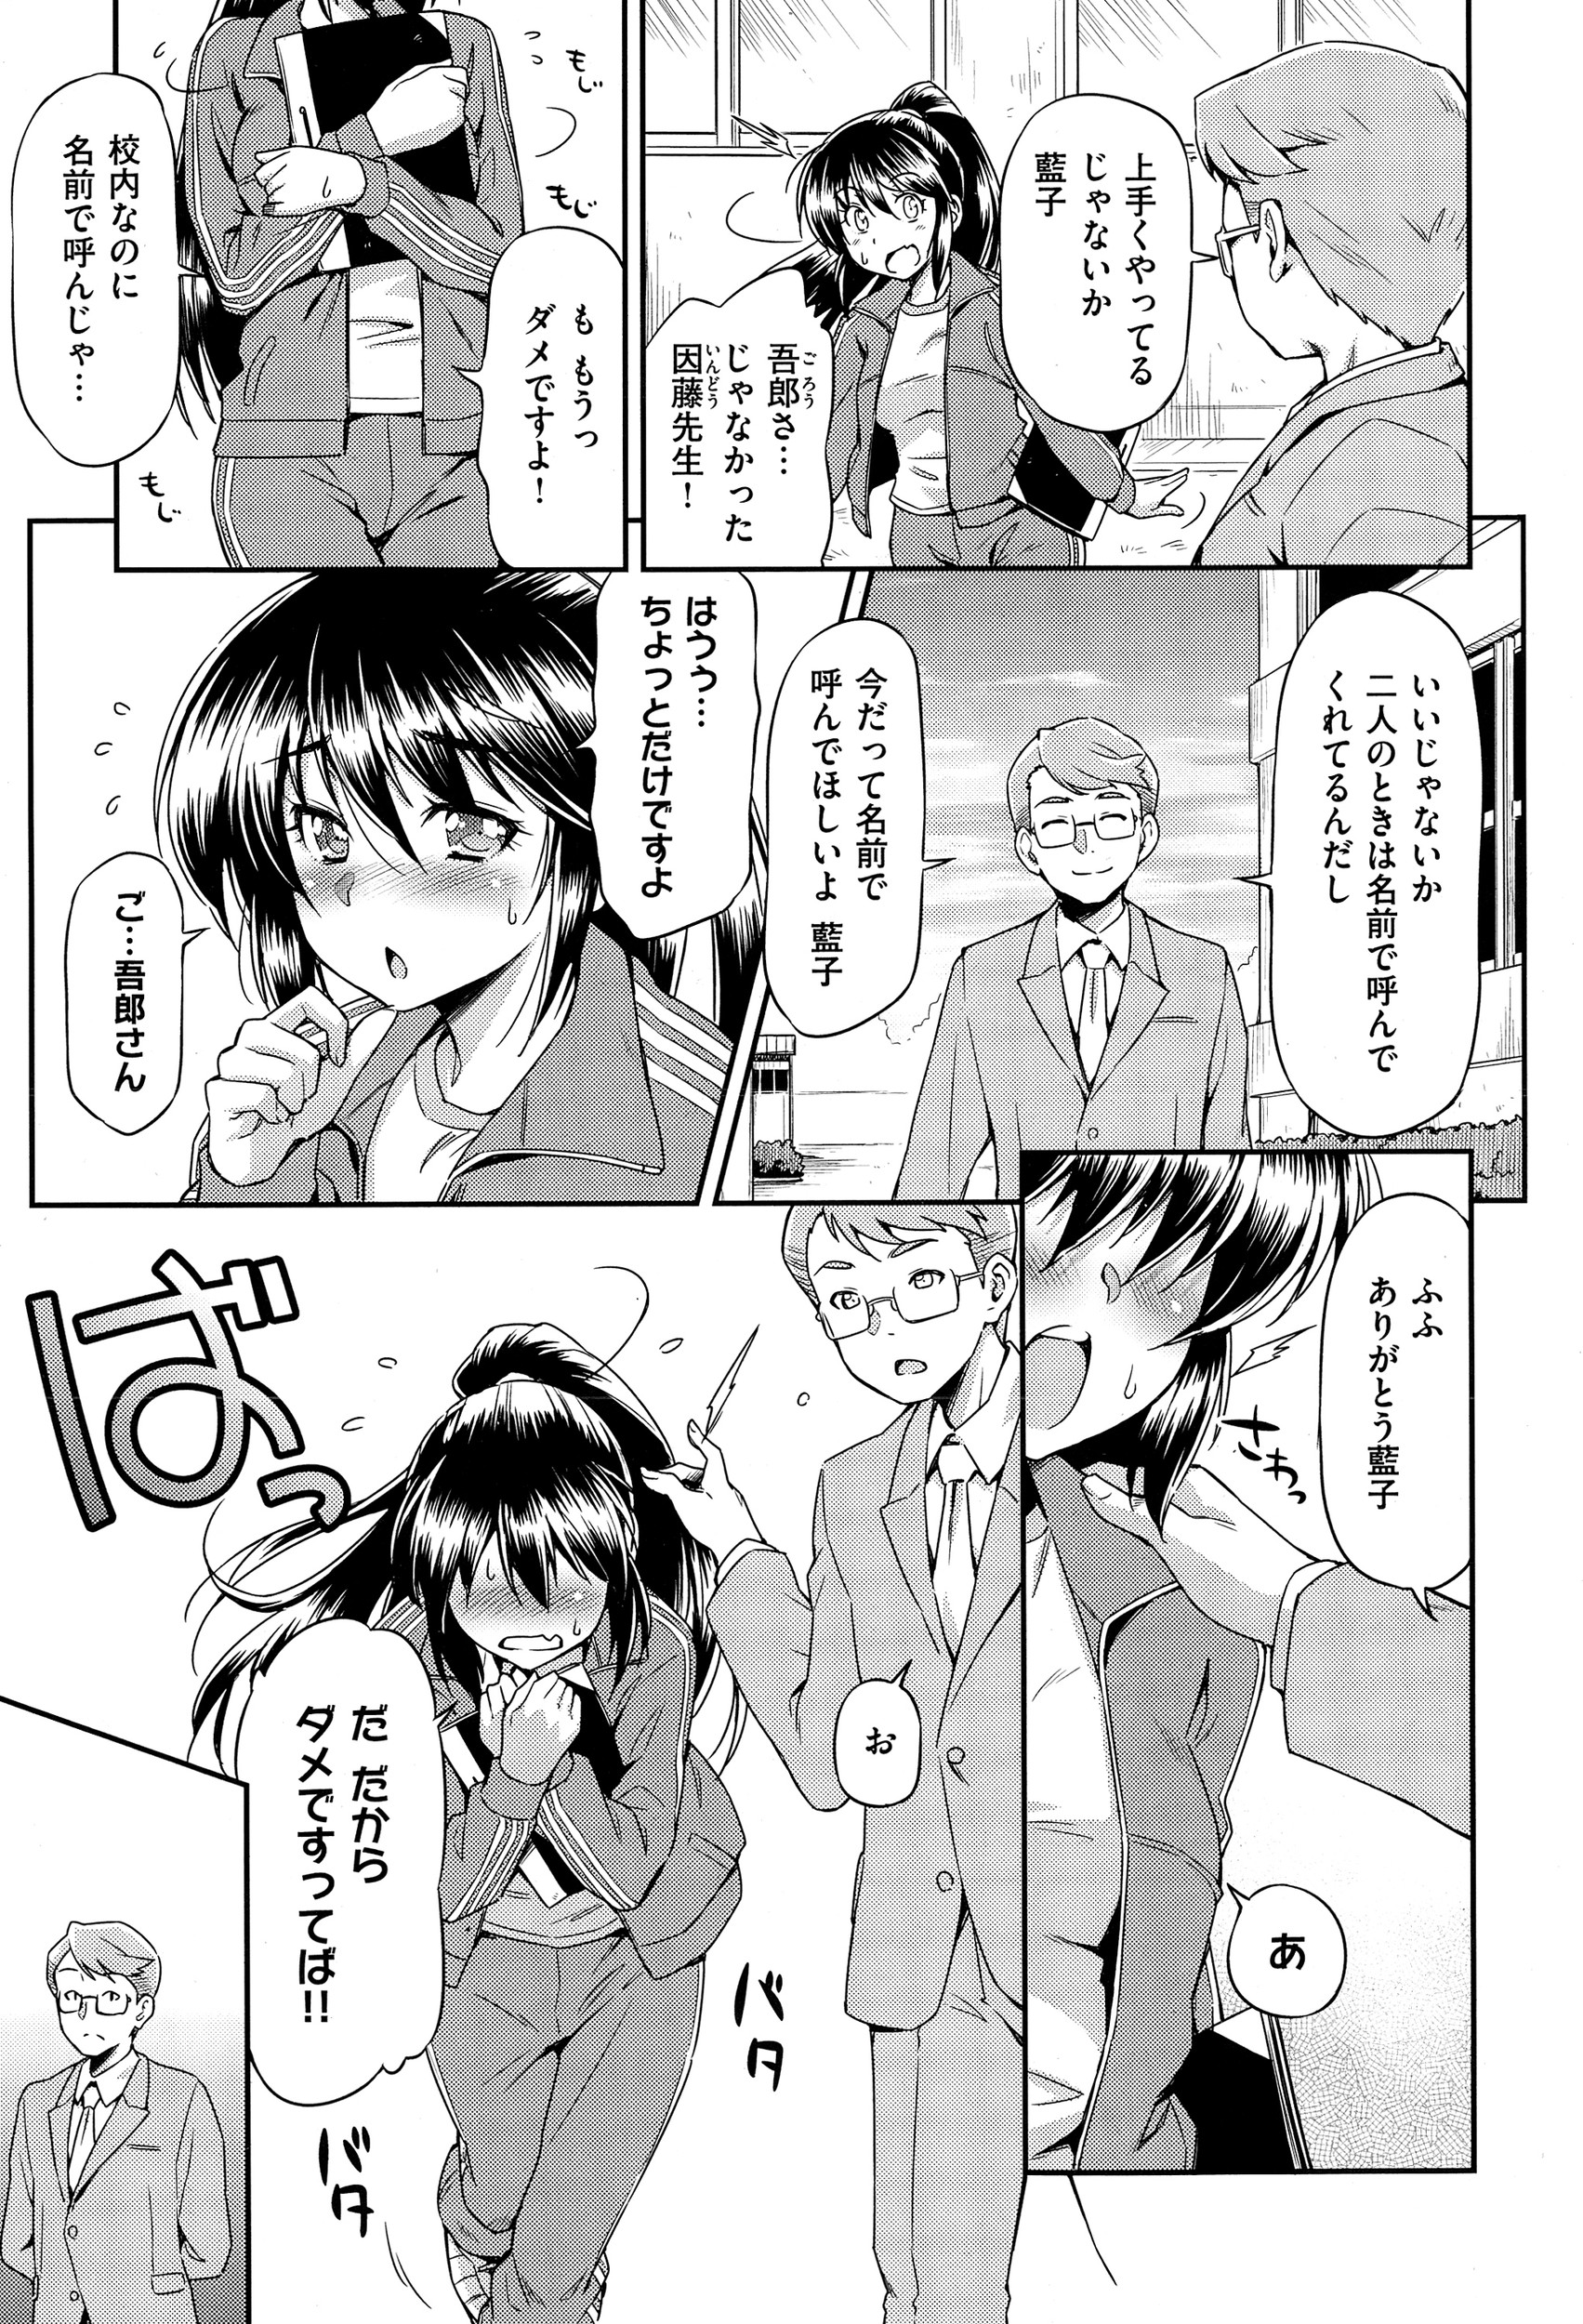 上手くやってる
じゃないか
藍子
吾郎さ…
ごろう
じゃなかった
因藤先生！
いんどう
もじ
もじ
も もうっ
ダメですよ！
校内なのに
名前で呼んじゃ…
もじ
いいじゃないか
二人のときは名前で呼んで
くれてるんだし
今だって名前で
呼んでほしいよ 藍子
はうぅ…
ちょっとだけですよ
ご…吾郎さん
ふふ
ありがとう藍子
さわっ
あ
お
ばっ
だ だから
ダメですってば!!
バタ
バタ